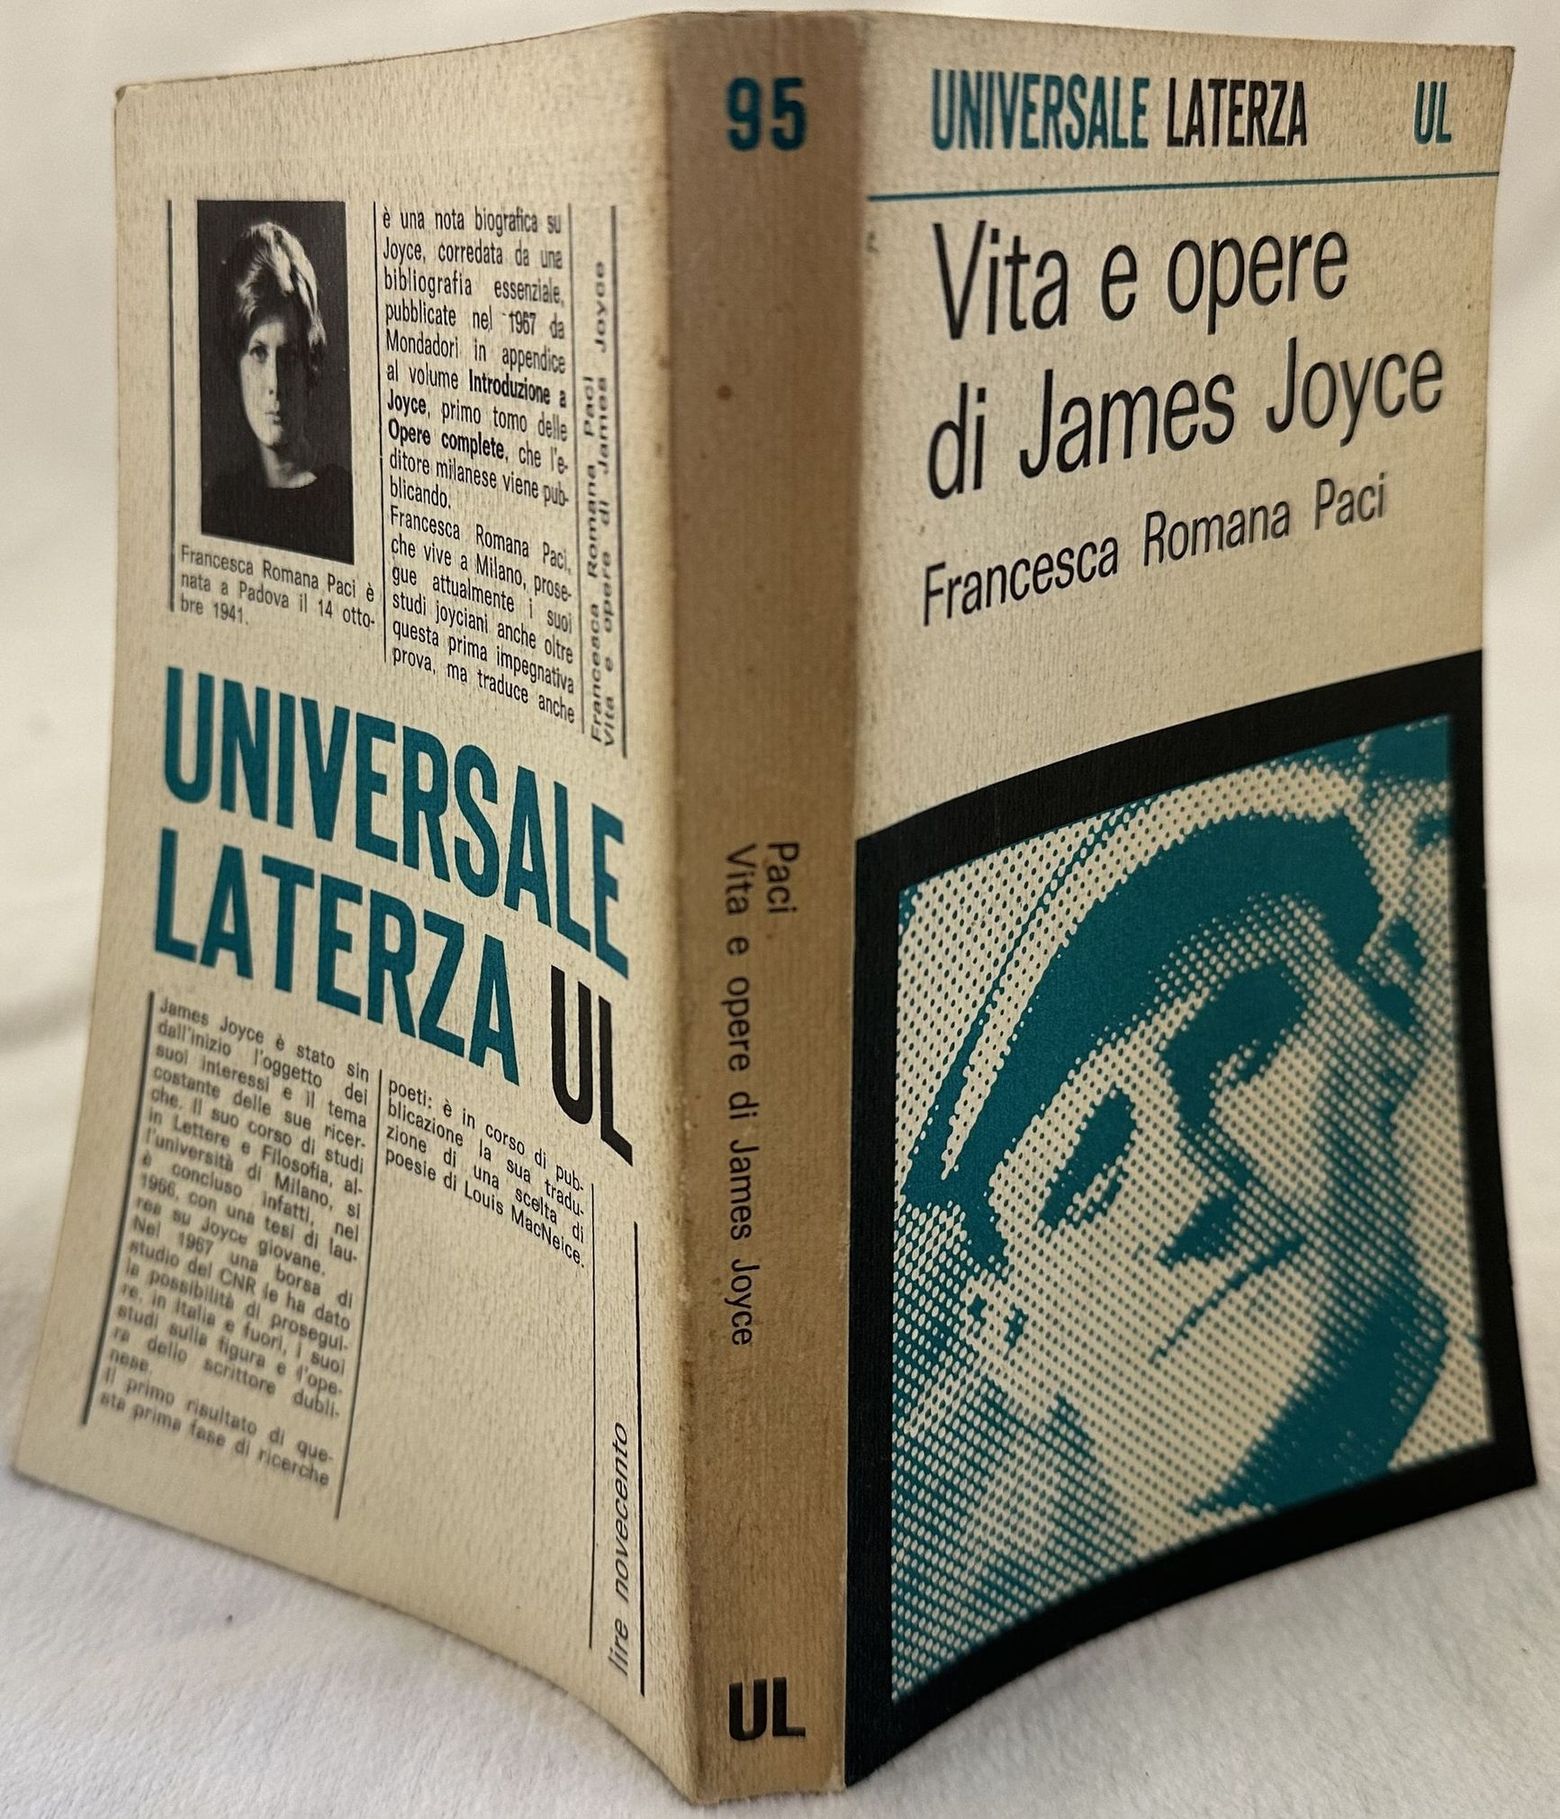 UNIVERSALE LATERZA UL
Vita e opere
di James Joyce
Francesca Romana Paci
95
Paci
Vita e opere di James Joyce
UL
Francesca Romana Paci è
nata a Padova il 14 otto-
bre 1941.
è una nota biografica su
Joyce, corredata da una
bibliografia essenziale,
pubblicate nel 1967 da
Mondadori in appendice
al volume Introduzione a
Joyce, primo tomo delle
Opere complete, che l'e-
ditore milanese viene pub-
blicando.
Francesca Romana Paci,
che vive a Milano, prose-
gue attualmente i suoi
studi joyciani anche oltre
questa prima impegnativa
prova, ma traduce anche
Francesca Romana Paci
Vita e opere di James Joyce
UNIVERSALE
LATERZA UL
James Joyce è stato sin
dall'inizio l'oggetto dei
suoi interessi e il tema
costante delle sue ricer-
che. Il suo corso di studi
in Lettere e Filosofia, al-
l'università di Milano, si
è concluso infatti, nel
1966, con una tesi di lau-
rea su Joyce giovane.
Nel 1967 una borsa di
studio del CNR le ha dato
la possibilità di prosegui-
re, in Italia e fuori, i suoi
studi sulla figura e l'ope-
ra dello scrittore dubli-
nese.
Il primo risultato di que-
sta prima fase di ricerche
poeti: è in corso di pub-
blicazione la sua tradu-
zione di una scelta di
poesie di Louis MacNeice.
lire novecento